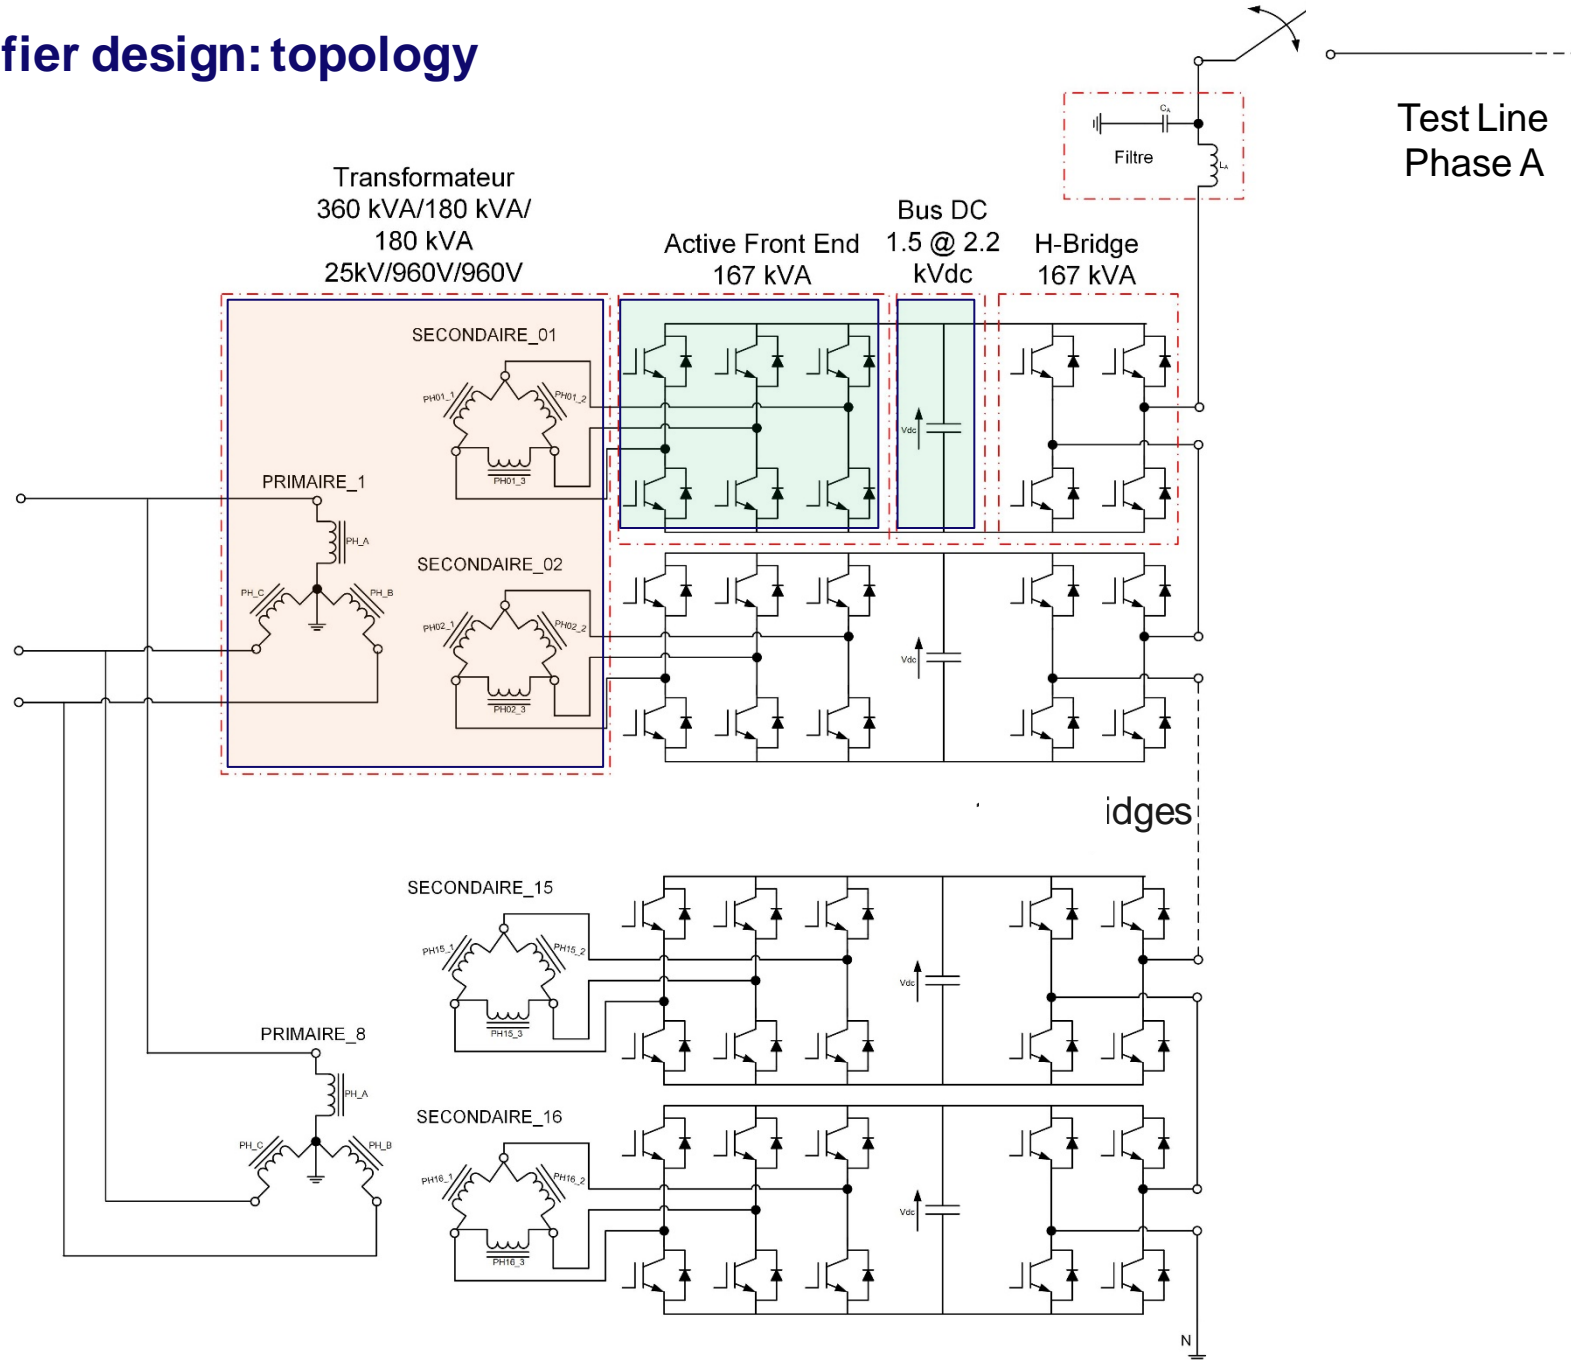 fier design: topology
Test Line
Phase A
CA
Filtre
LA
Transformateur
360 kVA/180 kVA/
180 kVA
25kV/960V/960V
Active Front End
167 kVA
Bus DC
1.5 @ 2.2
kVdc
H-Bridge
167 kVA
SECONDAIRE_01
PH01_1
PH01_2
PH01_3
Vdc
PRIMAIRE_1
PH_A
PH_C
PH_B
SECONDAIRE_02
PH02_1
PH02_2
PH02_3
Vdc
idges
SECONDAIRE_15
PH15_1
PH15_2
PH15_3
Vdc
PRIMAIRE_8
PH_A
PH_C
PH_B
SECONDAIRE_16
PH16_1
PH16_2
PH16_3
Vdc
N